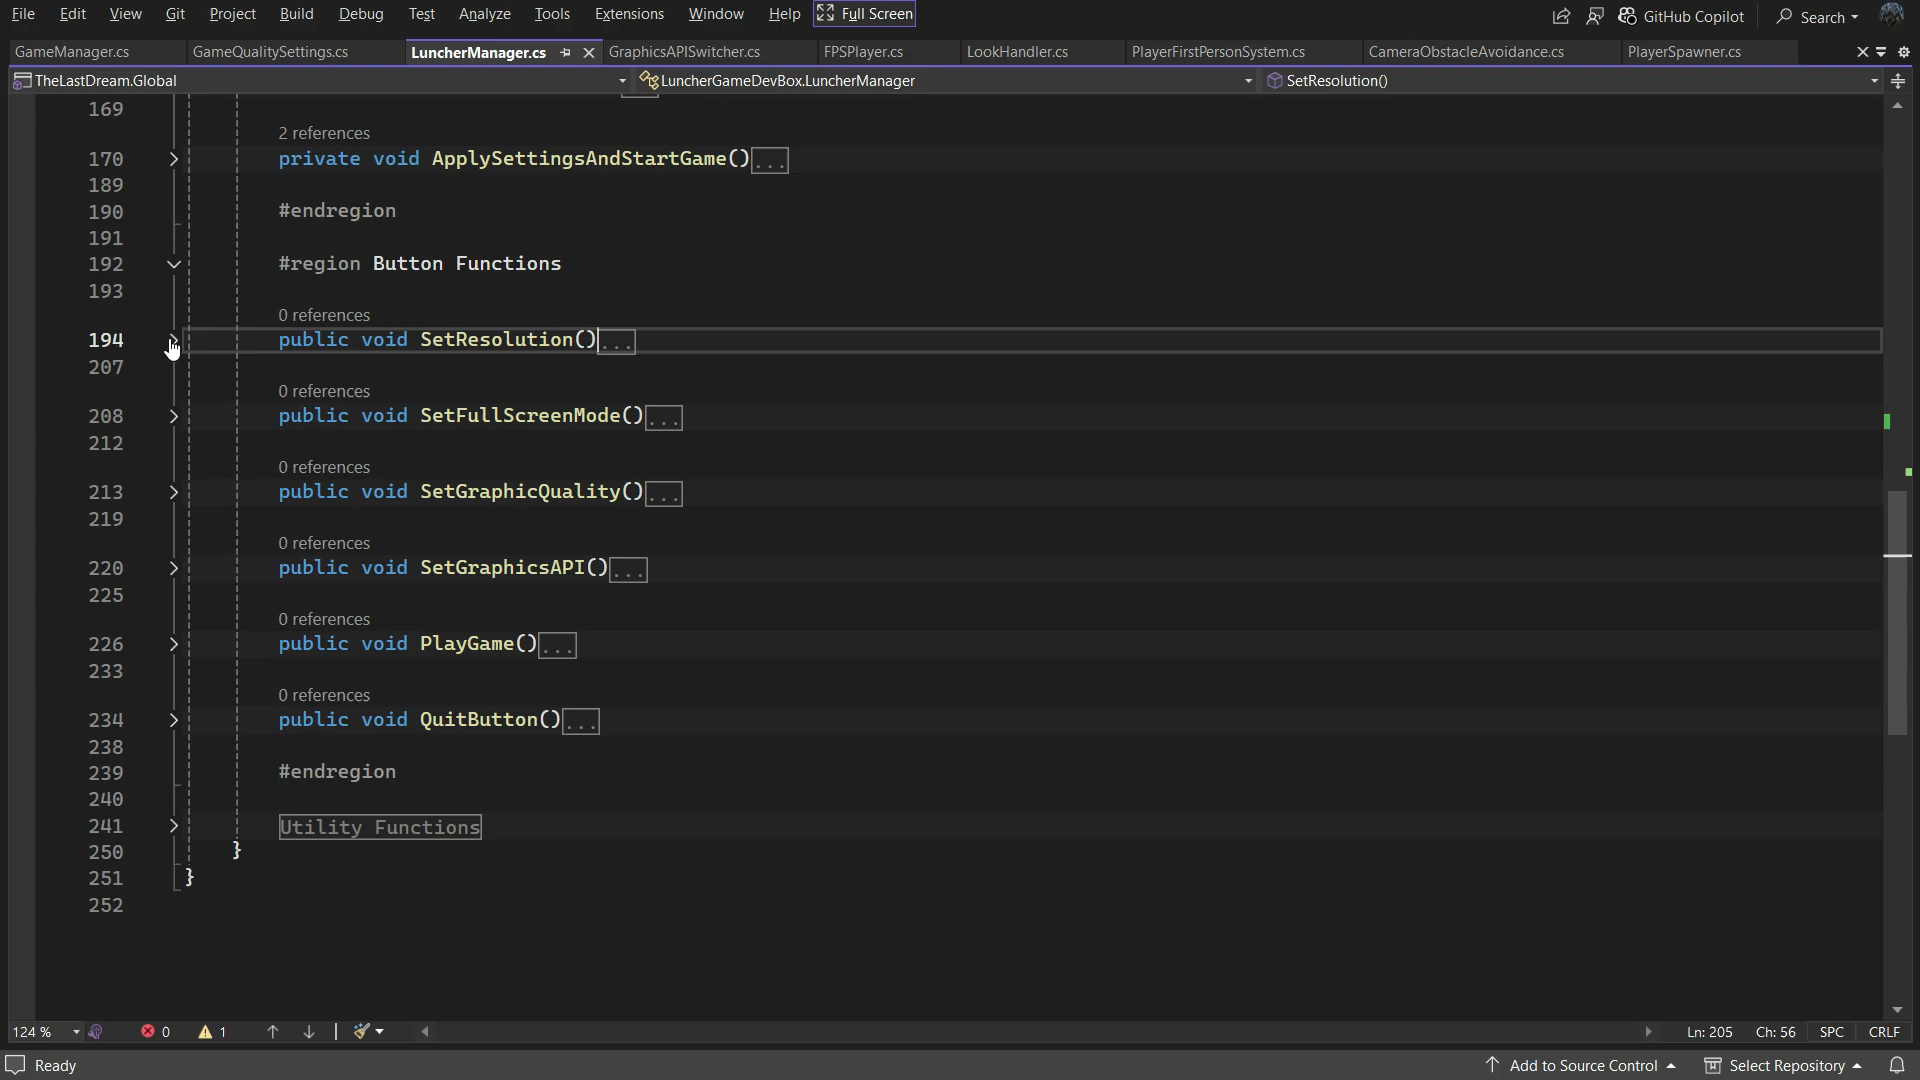 File Edit View Git Project Build Debug Test Analyze Tools Extensions Window Help Full Screen GitHub Copilot Search
GameManager.cs GameQualitySettings.cs LuncherManager.cs GraphicsAPISwitcher.cs FPSPlayer.cs LookHandler.cs PlayerFirstPersonSystem.cs CameraObstacleAvoidance.cs PlayerSpawner.cs
TheLastDream.Global LuncherGameDevBox.LuncherManager SetResolution()
169
2 references
170 private void ApplySettingsAndStartGame()...
189
190 #endregion
191
192 #region Button Functions
193
0 references
194 public void SetResolution()...
207
0 references
208 public void SetFullScreenMode()...
212
0 references
213 public void SetGraphicQuality()...
219
0 references
220 public void SetGraphicsAPI()...
225
0 references
226 public void PlayGame()...
233
0 references
234 public void QuitButton()...
238
239 #endregion
240
241 Utility Functions
250 }
251 }
252
124 % 0 1 Ln: 205 Ch: 56 SPC CRLF
Ready Add to Source Control Select Repository